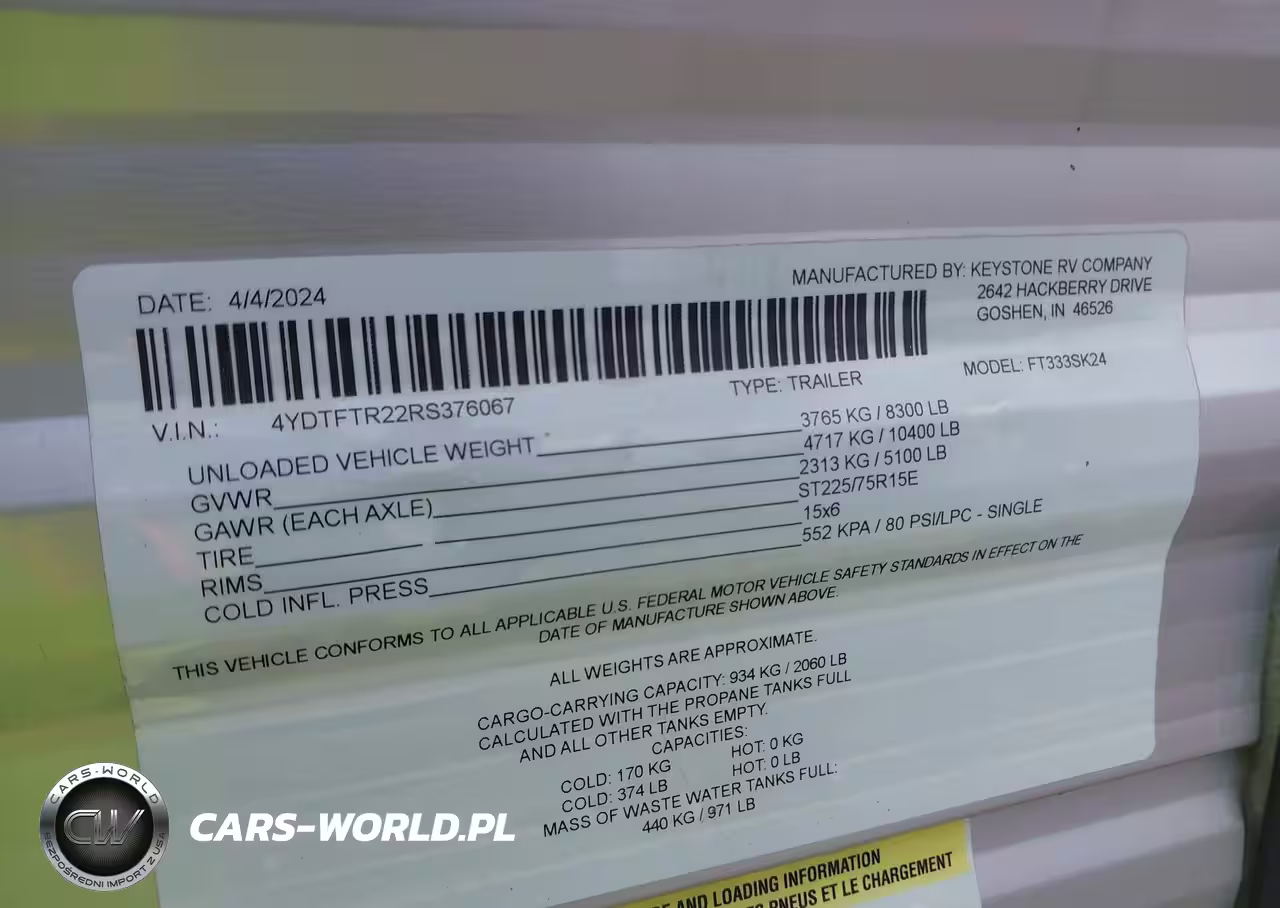 DATE: 4/4/2024
MANUFACTURED BY: KEYSTONE RV COMPANY
2642 HACKBERRY DRIVE
GOSHEN, IN 46526
V.I.N.: 4YDTFTR22RS376067
TYPE: TRAILER
MODEL: FT333SK24
UNLOADED VEHICLE WEIGHT 3765 KG / 8300 LB
GVWR 4717 KG / 10400 LB
GAWR (EACH AXLE) 2313 KG / 5100 LB
TIRE ST225/75R15E
RIMS 15x6
COLD INFL. PRESS 552 KPA / 80 PSI/LPC - SINGLE
THIS VEHICLE CONFORMS TO ALL APPLICABLE U.S. FEDERAL MOTOR VEHICLE SAFETY STANDARDS IN EFFECT ON THE
DATE OF MANUFACTURE SHOWN ABOVE.
ALL WEIGHTS ARE APPROXIMATE.
CARGO-CARRYING CAPACITY: 934 KG / 2060 LB
CALCULATED WITH THE PROPANE TANKS FULL
AND ALL OTHER TANKS EMPTY.
CAPACITIES:
COLD: 170 KG HOT: 0 KG
COLD: 374 LB HOT: 0 LB
MASS OF WASTE WATER TANKS FULL:
440 KG / 971 LB
AND LOADING INFORMATION
PNEUS ET LE CHARGEMENT
CARS-WORLD
CW
BEZPOŚREDNI IMPORT Z USA
CARS-WORLD.PL